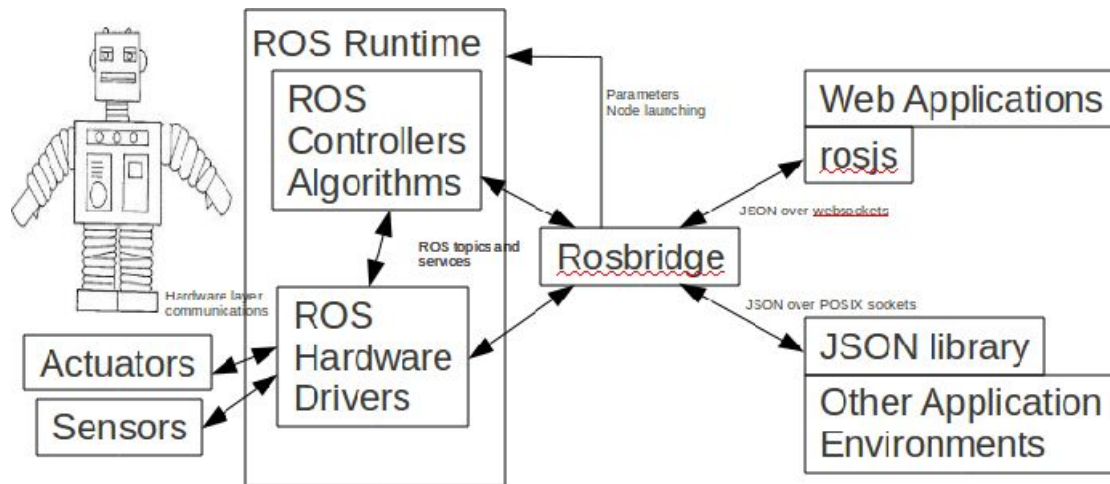 ROS Runtime
ROS
Controllers
Algorithms
Parameters
Node launching
Web Applications
rosjs
JSON over websockets
ROS topics and
services
Rosbridge
Hardware layer
communications
ROS
Hardware
Drivers
Actuators
Sensors
JSON over POSIX sockets
JSON library
Other Application
Environments